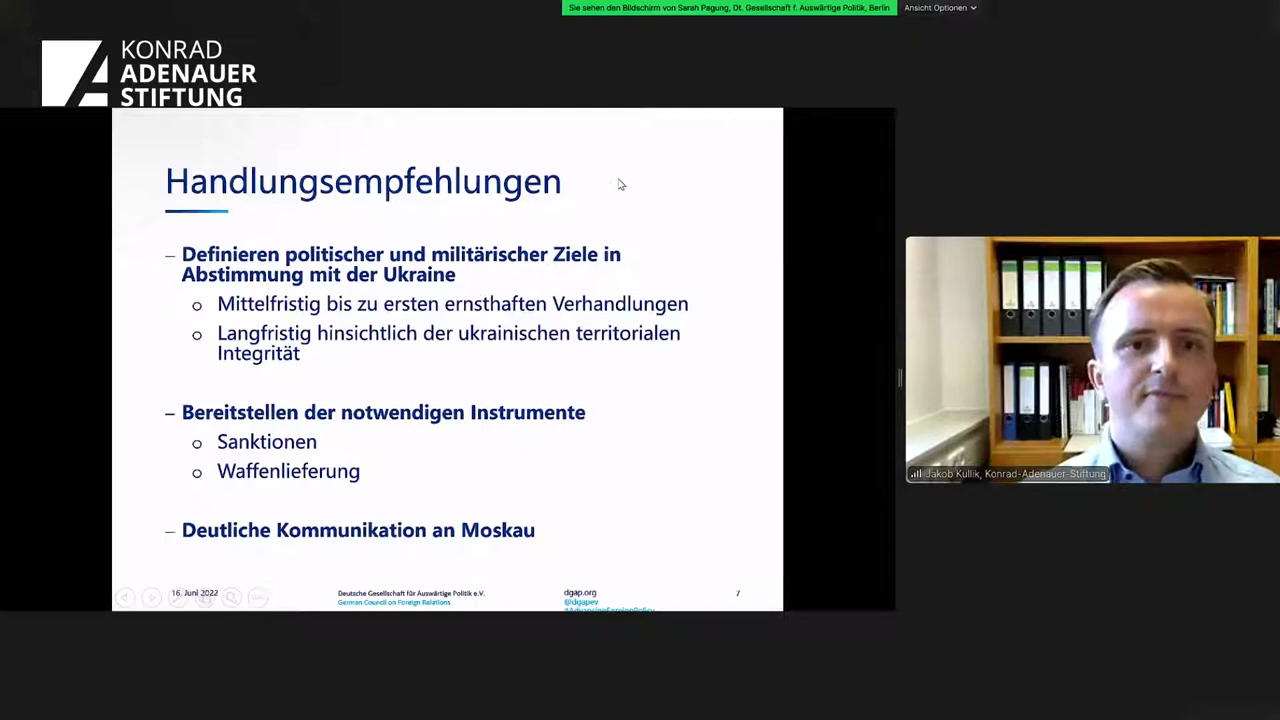 Sie sehen den Bildschirm von Sarah Pagung, Dt. Gesellschaft f. Auswärtige Politik, Berlin
Ansicht Optionen
KONRAD
ADENAUER
STIFTUNG
Handlungsempfehlungen
– Definieren politischer und militärischer Ziele in
Abstimmung mit der Ukraine
o Mittelfristig bis zu ersten ernsthaften Verhandlungen
o Langfristig hinsichtlich der ukrainischen territorialen
Integrität
– Bereitstellen der notwendigen Instrumente
o Sanktionen
o Waffenlieferung
– Deutliche Kommunikation an Moskau
Jakob Kullik, Konrad-Adenauer-Stiftung
16. Juni 2022
Deutsche Gesellschaft für Auswärtige Politik e.V.
German Council on Foreign Relations
dgap.org
@dgapev
#AdvancingForeignPolicy
7